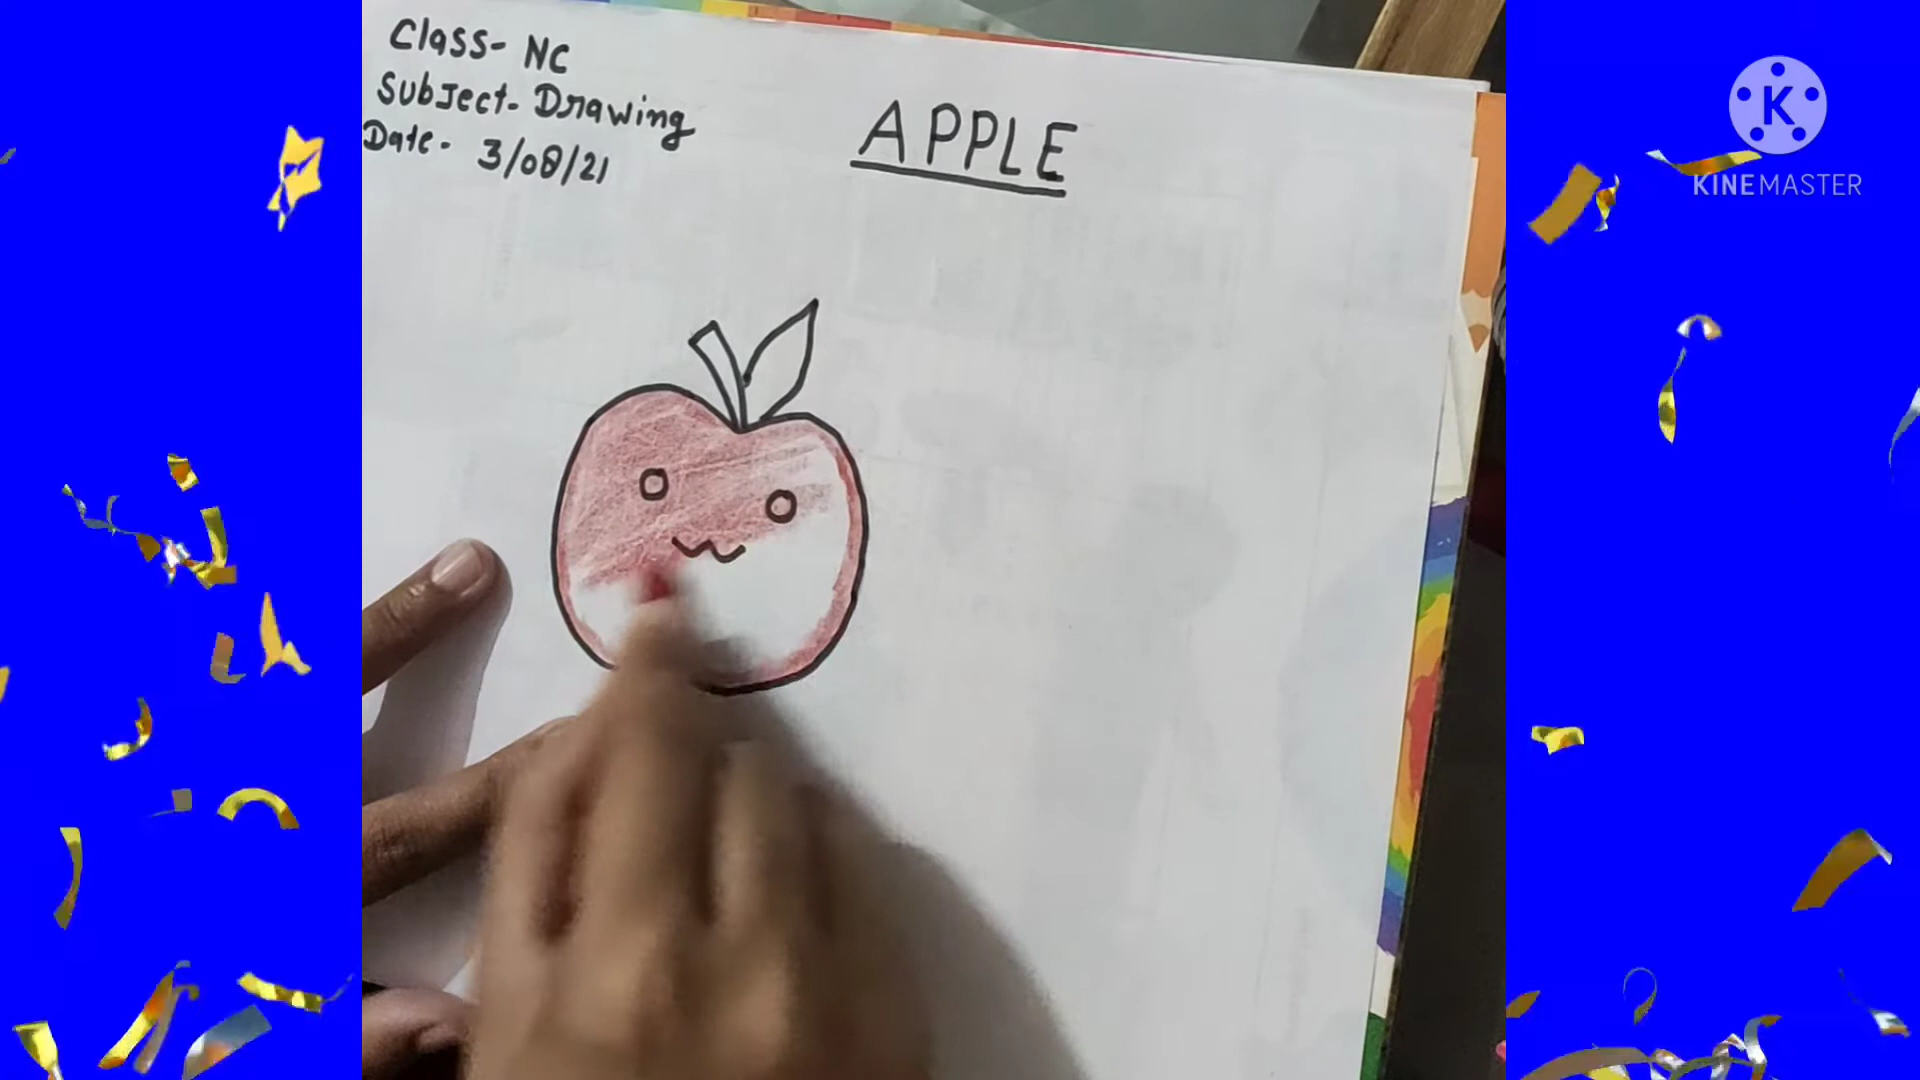 Class- NC
Subject- Drawing
Date- 3/08/21
APPLE
K
KINEMASTER